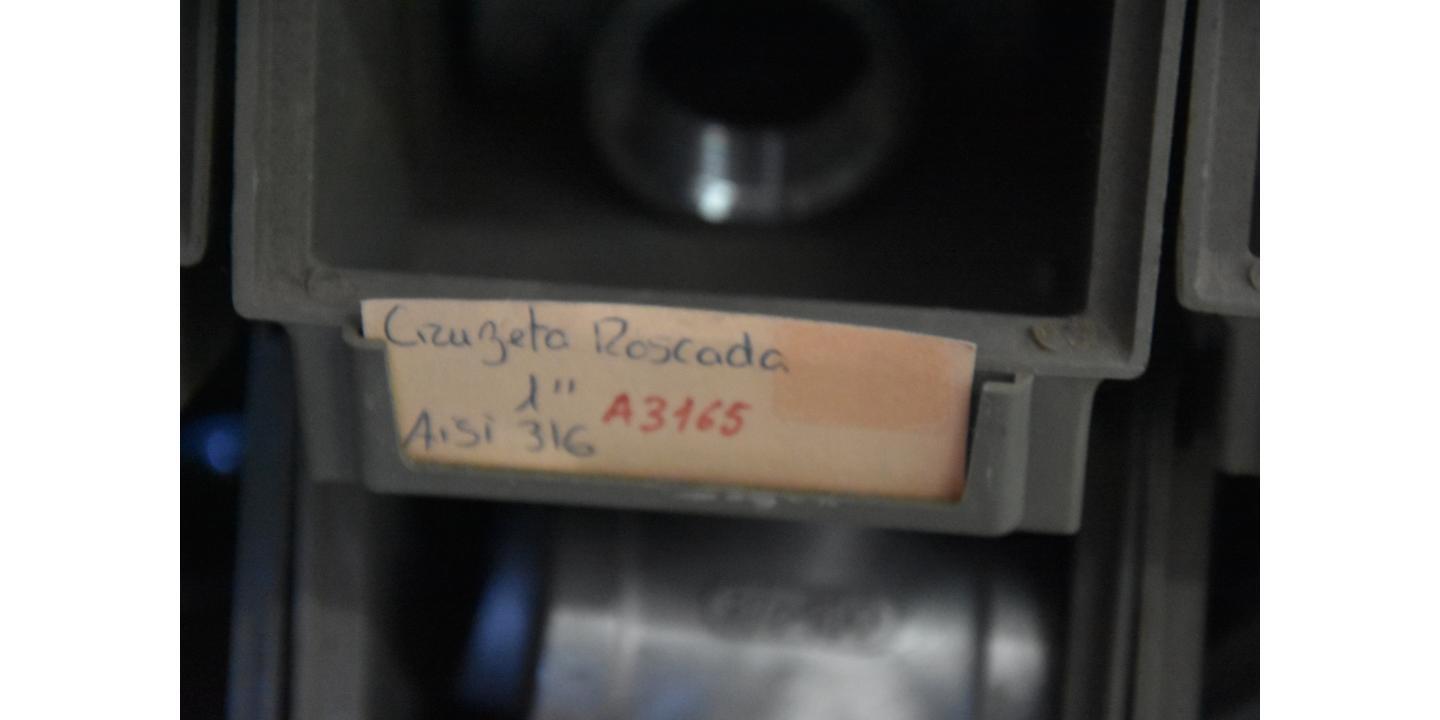 Cruzeta Roscada
1" A3165
Aisi 316